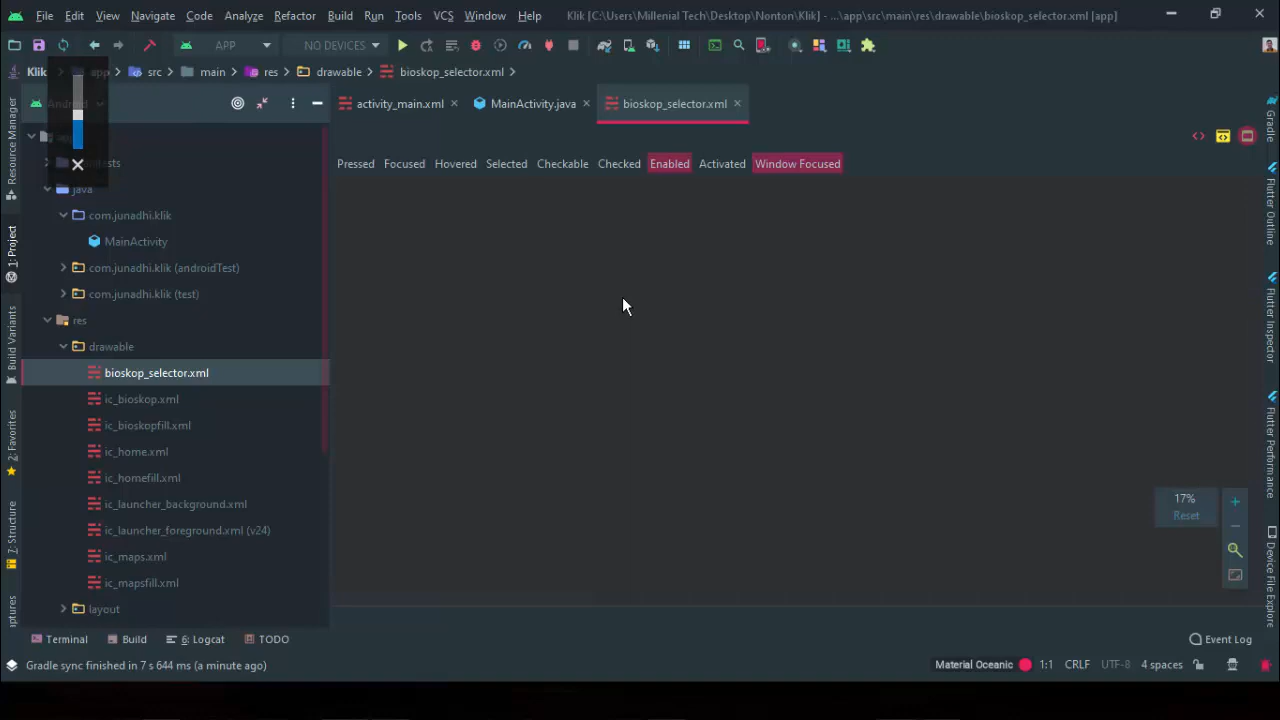 File Edit View Navigate Code Analyze Refactor Build Run Tools VCS Window Help Klik [C:\Users\Millenial Tech\Desktop\Nonton\Klik] - ...\app\src\main\res\drawable\bioskop_selector.xml [app]
APP NO DEVICES
Klik app src main res drawable bioskop_selector.xml
Android activity_main.xml MainActivity.java bioskop_selector.xml
Pressed Focused Hovered Selected Checkable Checked Enabled Activated Window Focused
java
com.junadhi.klik
MainActivity
com.junadhi.klik (androidTest)
com.junadhi.klik (test)
res
drawable
bioskop_selector.xml
ic_bioskop.xml
ic_bioskopfill.xml
ic_home.xml
ic_homefill.xml
ic_launcher_background.xml
ic_launcher_foreground.xml (v24)
ic_maps.xml
ic_mapsfill.xml
layout
17%
Reset
Resource Manager
1: Project
Build Variants
2: Favorites
7: Structure
Gradle
Flutter Outline
Flutter Inspector
Flutter Performance
Device File Explore
Terminal Build 6: Logcat TODO Event Log
Gradle sync finished in 7 s 644 ms (a minute ago) Material Oceanic 1:1 CRLF UTF-8 4 spaces